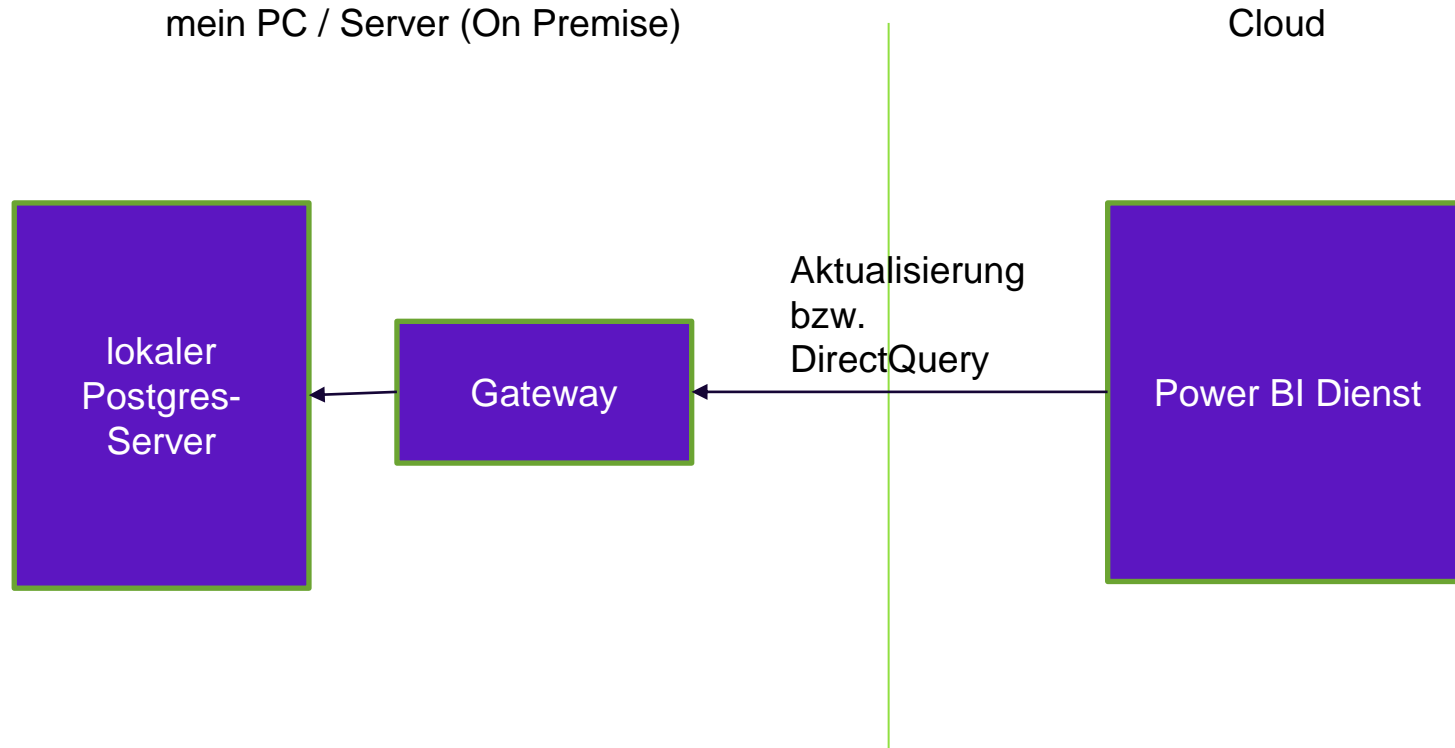 mein PC / Server (On Premise)
Cloud
Aktualisierung
bzw.
DirectQuery
lokaler
Postgres-
Server
Gateway
Power BI Dienst